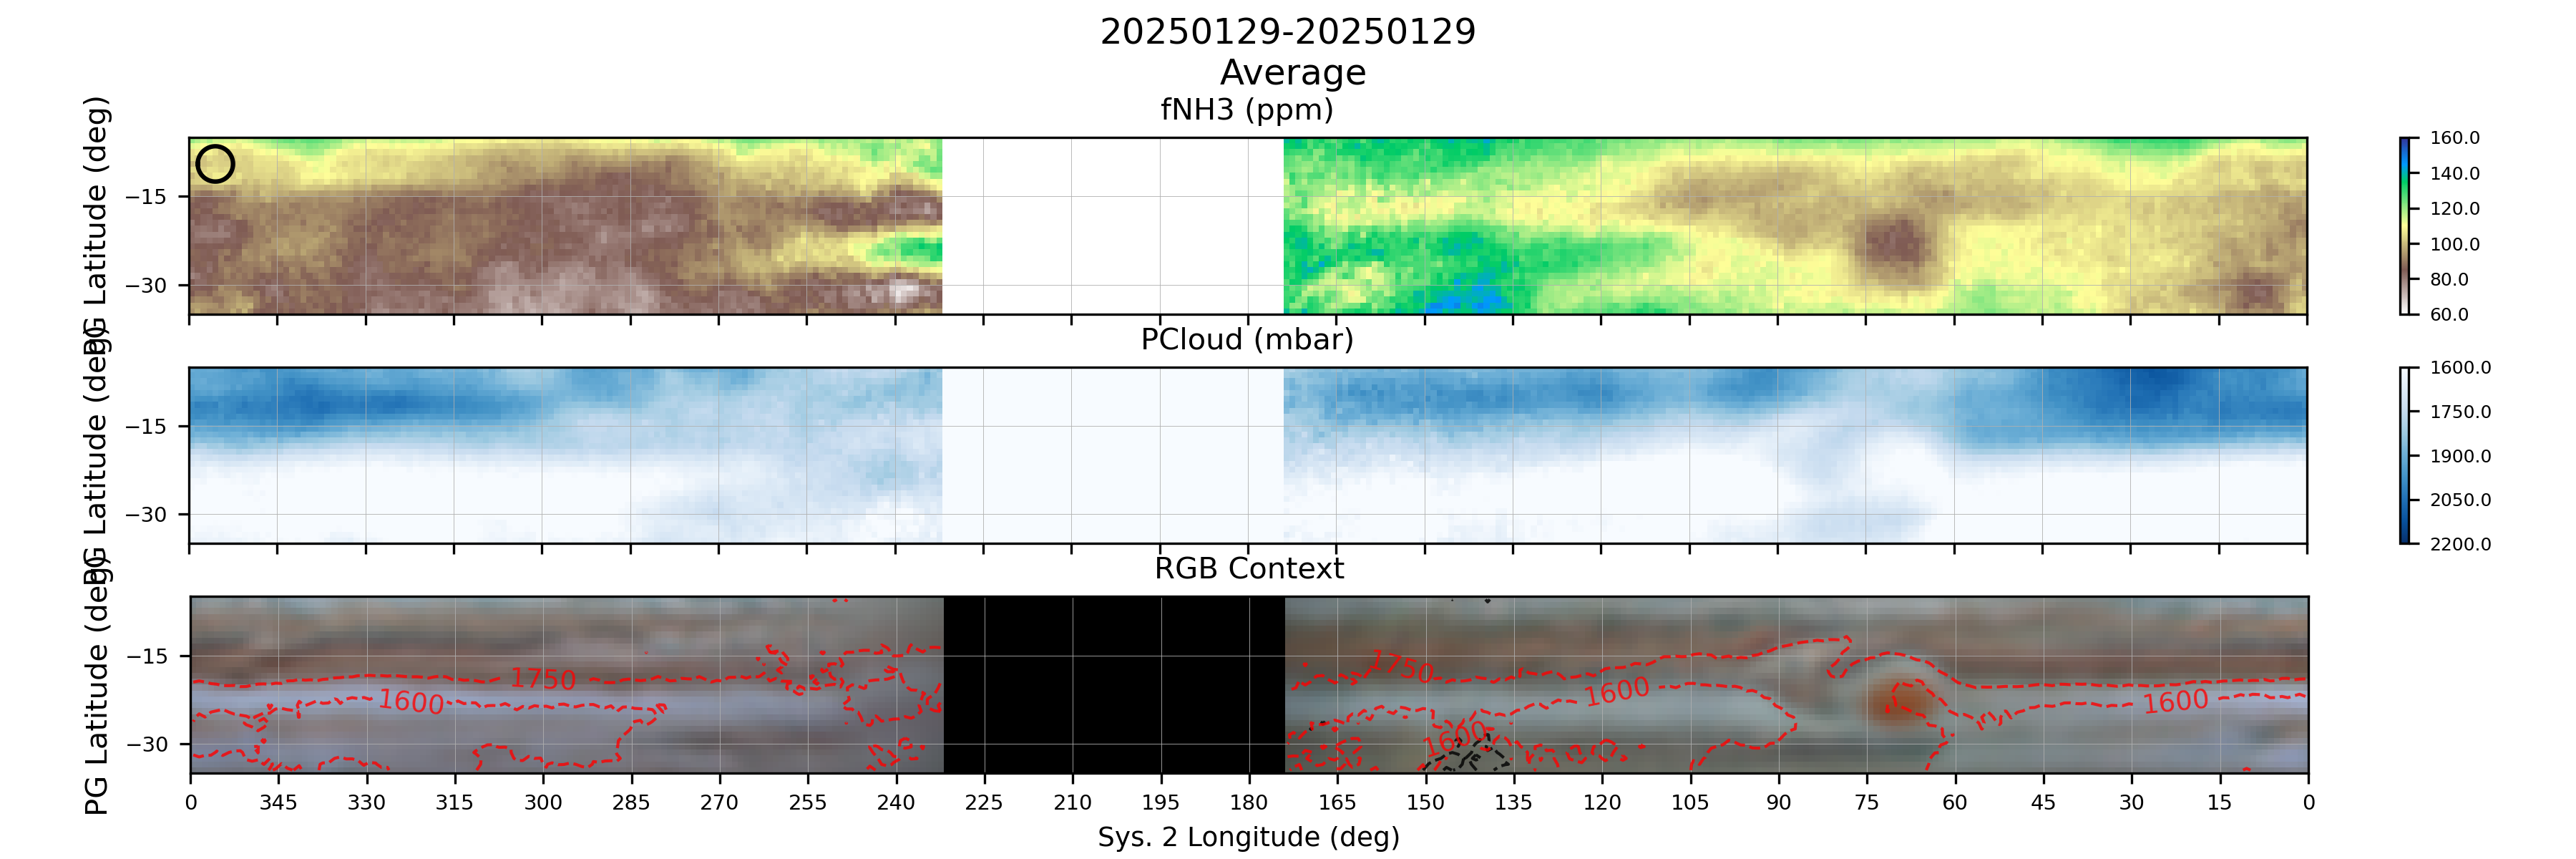 20250129-20250129
Average
fNH3 (ppm)
PG Latitude (deg)
−15
−30
160.0
140.0
120.0
100.0
80.0
60.0
PCloud (mbar)
PG Latitude (deg)
−15
−30
1600.0
1750.0
1900.0
2050.0
2200.0
RGB Context
PG Latitude (deg)
−15
−30
1750
1600
1750
1600
1600
1600
0 345 330 315 300 285 270 255 240 225 210 195 180 165 150 135 120 105 90 75 60 45 30 15 0
Sys. 2 Longitude (deg)